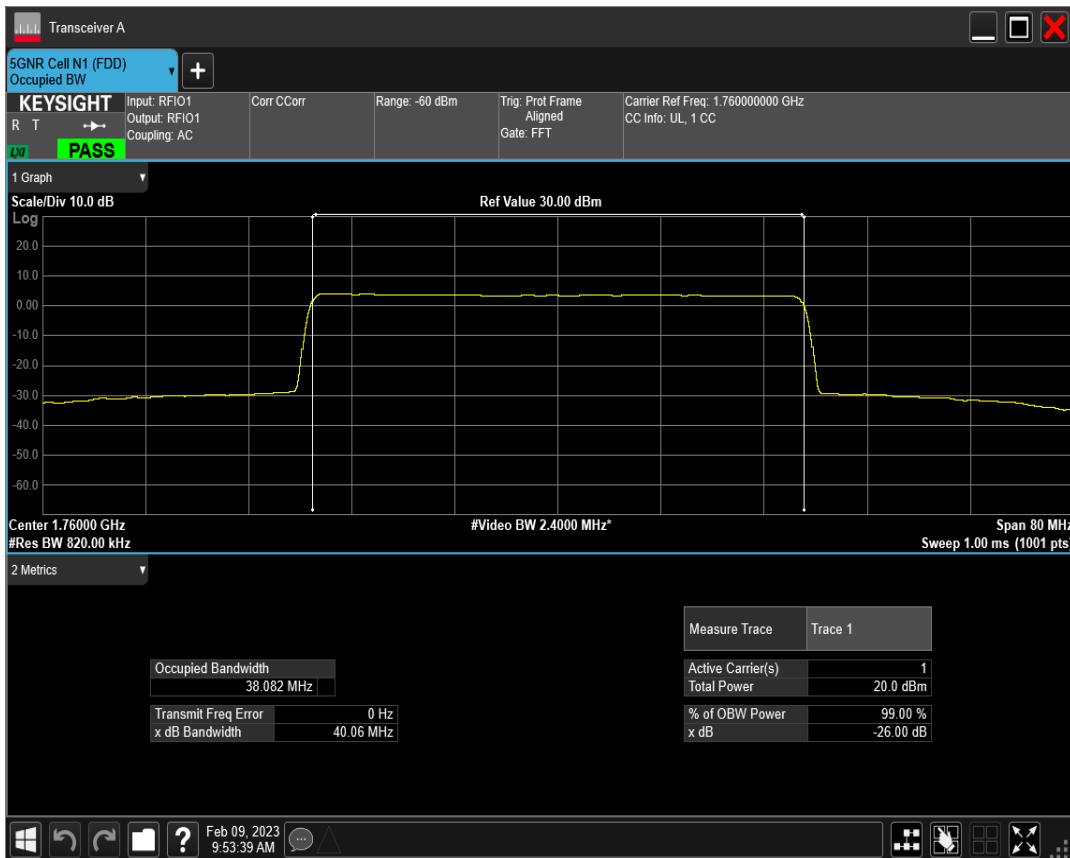 Transceiver A
5GNR Cell N1 (FDD)
Occupied BW
+
KEYSIGHT
R T
LXI
PASS
Input: RFIO1
Output: RFIO1
Coupling: AC
Corr CCorr
Range: -60 dBm
Trig: Prot Frame
Aligned
Gate: FFT
Carrier Ref Freq: 1.760000000 GHz
CC Info: UL, 1 CC
1 Graph
Scale/Div 10.0 dB
Ref Value 30.00 dBm
Log
20.0
10.0
0.00
-10.0
-20.0
-30.0
-40.0
-50.0
-60.0
Center 1.76000 GHz
#Video BW 2.4000 MHz*
Span 80 MHz
#Res BW 820.00 kHz
Sweep 1.00 ms (1001 pts)
2 Metrics
Measure Trace Trace 1
Occupied Bandwidth
38.082 MHz
Active Carrier(s) 1
Total Power 20.0 dBm
Transmit Freq Error 0 Hz
x dB Bandwidth 40.06 MHz
% of OBW Power 99.00 %
x dB -26.00 dB
?
Feb 09, 2023
9:53:39 AM